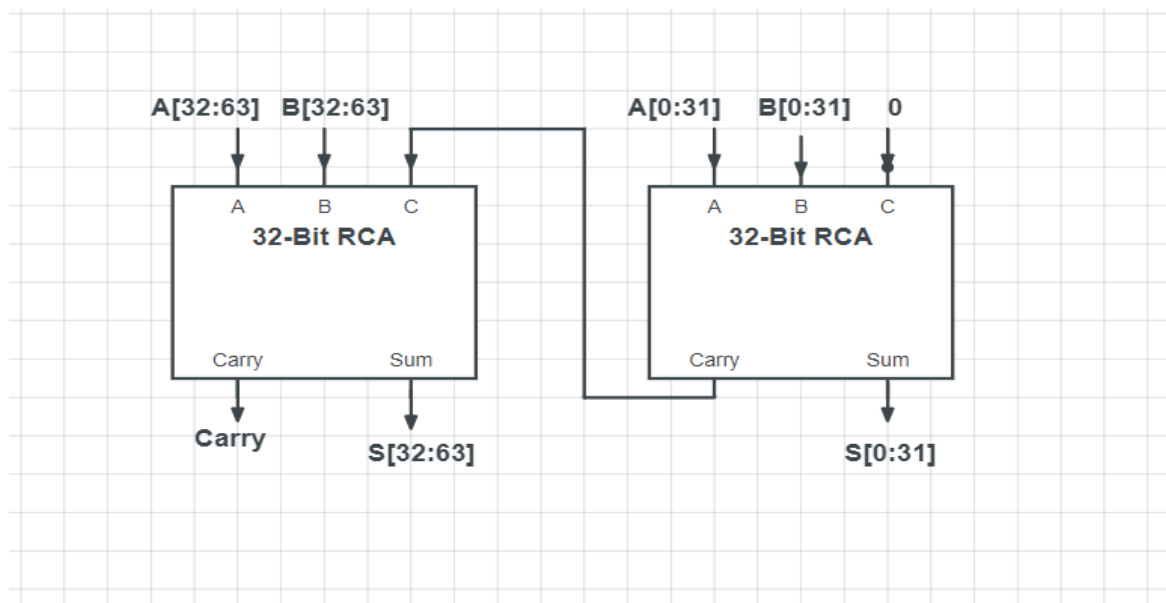 A[32:63] B[32:63] A[0:31] B[0:31] 0
A B C A B C
32-Bit RCA 32-Bit RCA
Carry Sum Carry Sum
Carry
S[32:63] S[0:31]